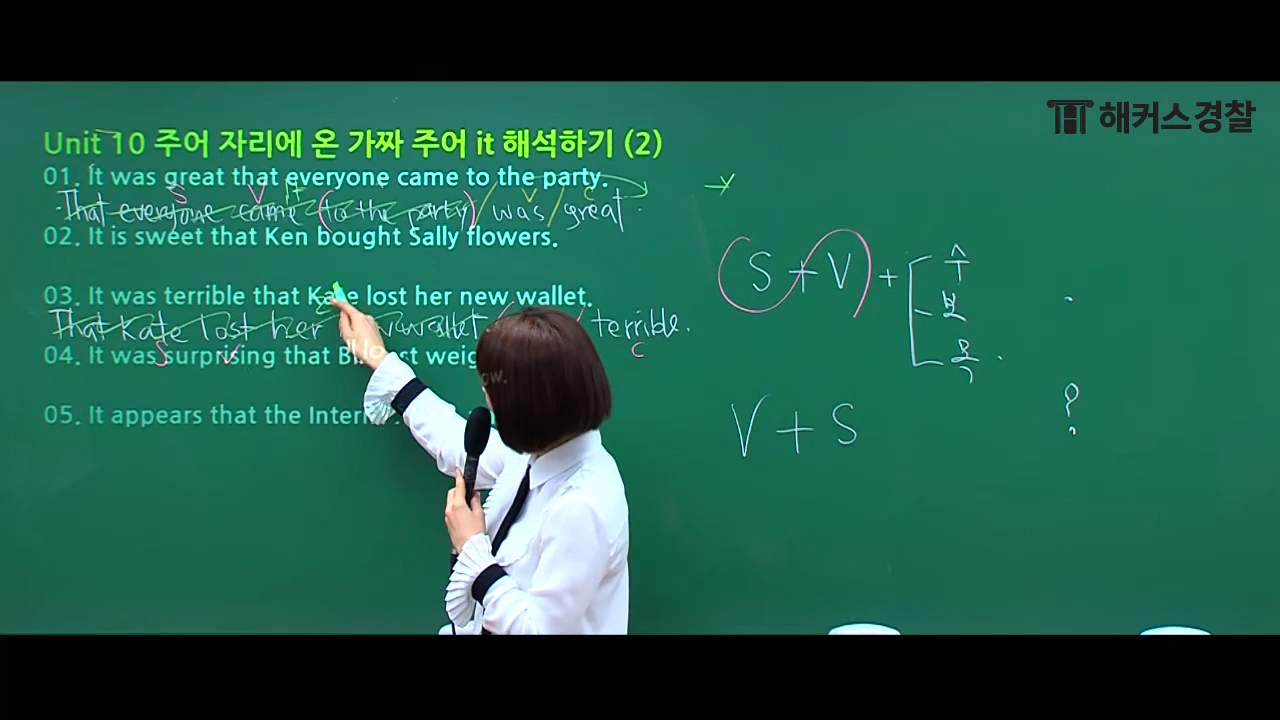 해커스경찰
Unit 10 주어 자리에 온 가짜 주어 it 해석하기 (2)
01. It was great that everyone came to the party.
S V V C
That everyone came (to the party) / was / great.
02. It is sweet that Ken bought Sally flowers.
03. It was terrible that Kate lost her new wallet.
That Kate lost her wallet terrible.
S V C
04. It was surprising that lost
05. It appears that the
S + V + .
V + S ?